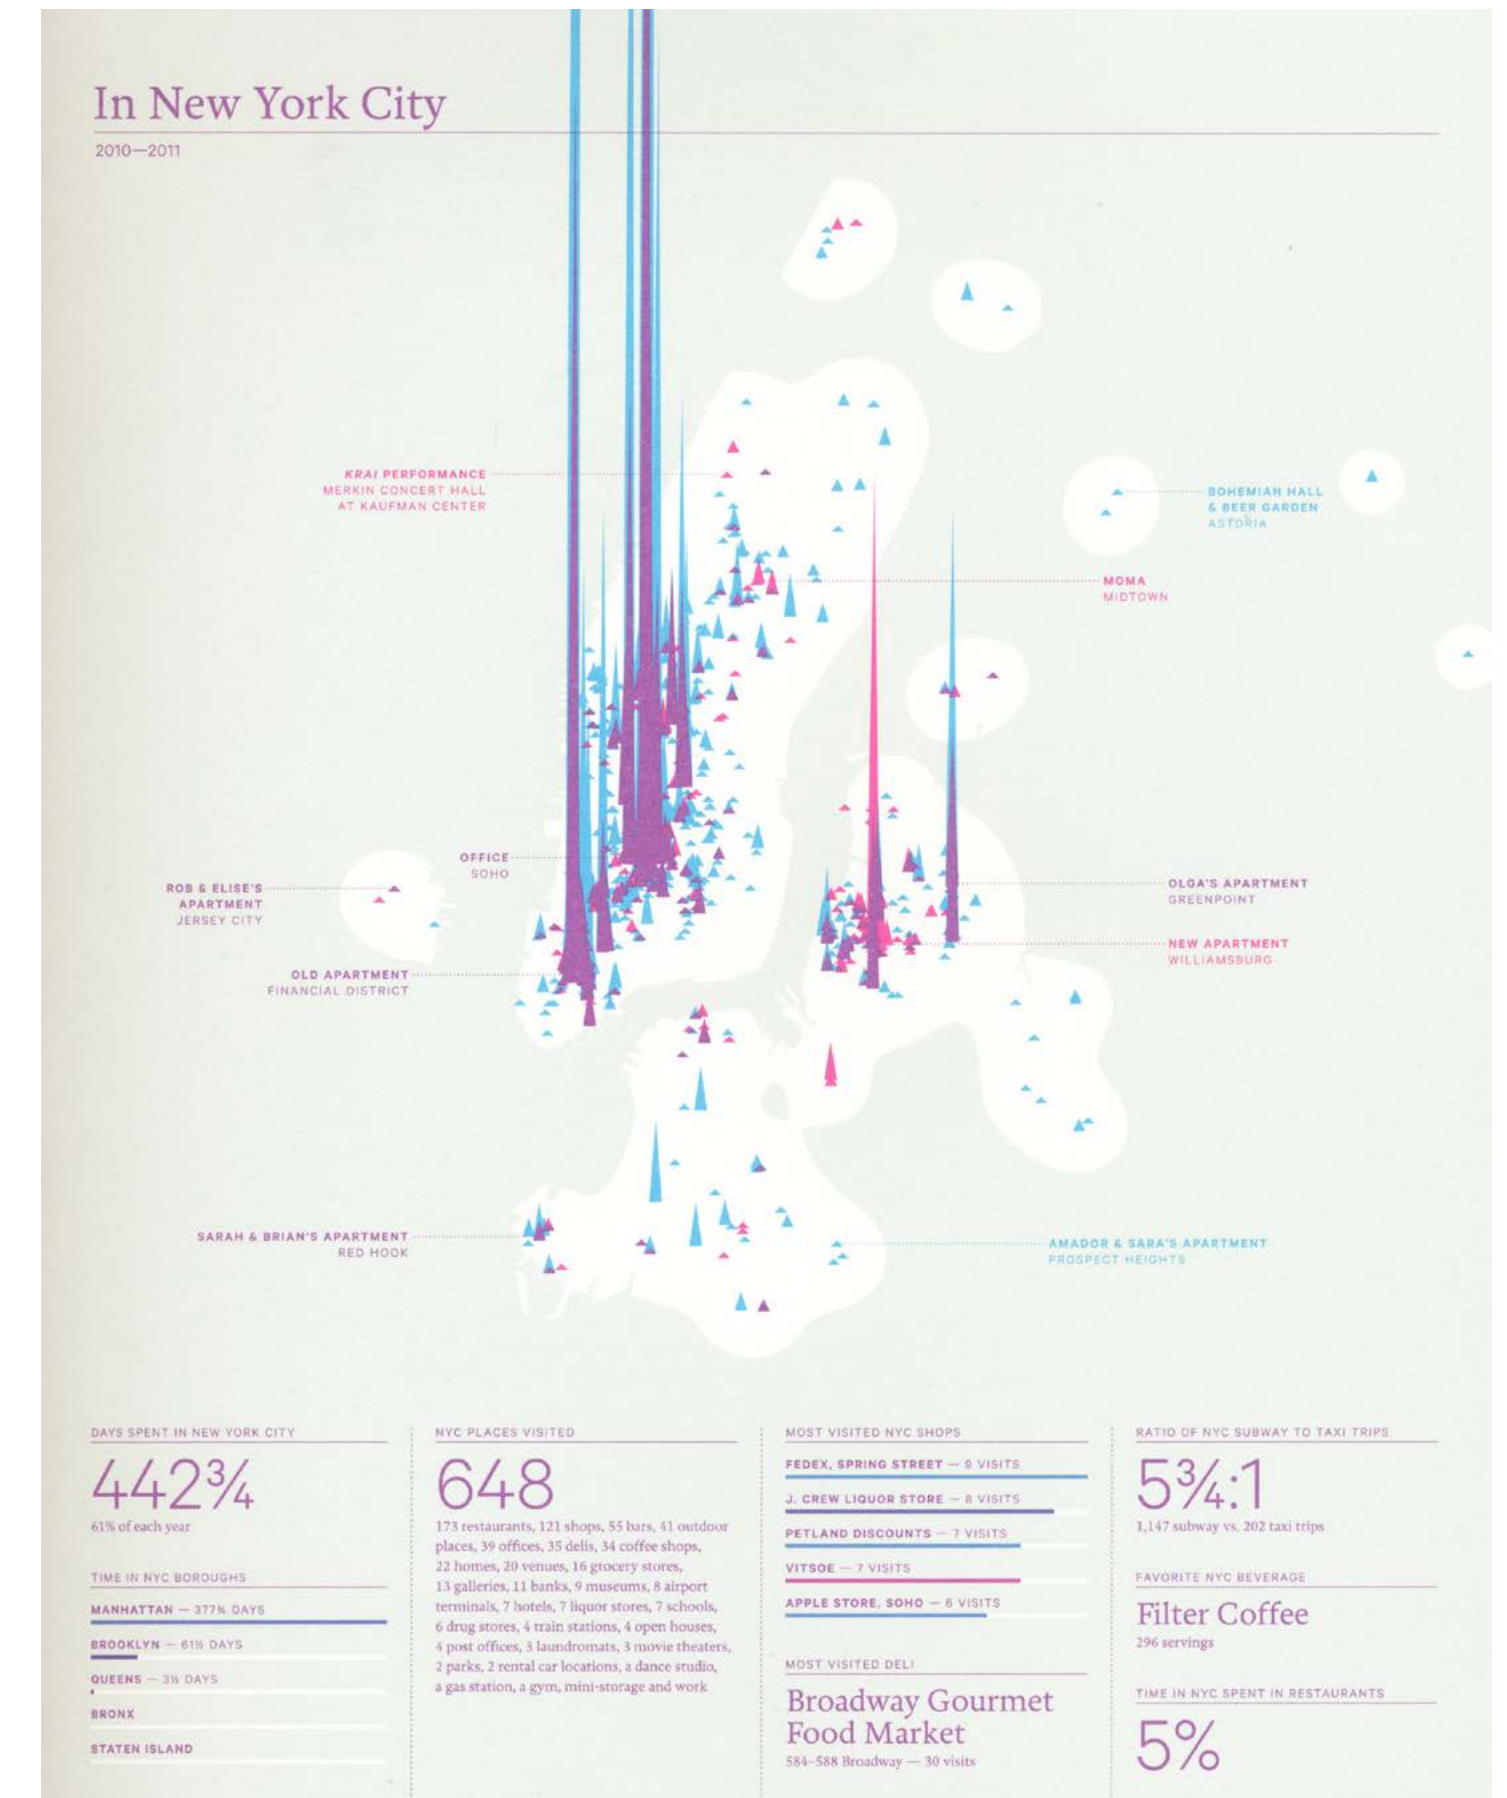 In New York City
2010—2011
KRAI PERFORMANCE
MERKIN CONCERT HALL
AT KAUFMAN CENTER
BOHEMIAN HALL
& BEER GARDEN
ASTORIA
MOMA
MIDTOWN
OFFICE
SOHO
ROB & ELISE'S
APARTMENT
JERSEY CITY
OLGA'S APARTMENT
GREENPOINT
NEW APARTMENT
WILLIAMSBURG
OLD APARTMENT
FINANCIAL DISTRICT
SARAH & BRIAN'S APARTMENT
RED HOOK
AMADOR & SARA'S APARTMENT
PROSPECT HEIGHTS
DAYS SPENT IN NEW YORK CITY
442¾
61% of each year
TIME IN NYC BOROUGHS
MANHATTAN — 377¾ DAYS
BROOKLYN — 61½ DAYS
QUEENS — 3½ DAYS
BRONX
STATEN ISLAND
NYC PLACES VISITED
648
173 restaurants, 121 shops, 55 bars, 41 outdoor
places, 39 offices, 35 delis, 34 coffee shops,
22 homes, 20 venues, 16 grocery stores,
13 galleries, 11 banks, 9 museums, 8 airport
terminals, 7 hotels, 7 liquor stores, 7 schools,
6 drug stores, 4 train stations, 4 open houses,
4 post offices, 3 laundromats, 3 movie theaters,
2 parks, 2 rental car locations, a dance studio,
a gas station, a gym, mini-storage and work
MOST VISITED NYC SHOPS
FEDEX, SPRING STREET — 9 VISITS
J. CREW LIQUOR STORE — 8 VISITS
PETLAND DISCOUNTS — 7 VISITS
VITSOE — 7 VISITS
APPLE STORE, SOHO — 6 VISITS
MOST VISITED DELI
Broadway Gourmet
Food Market
584–588 Broadway — 30 visits
RATIO OF NYC SUBWAY TO TAXI TRIPS
5¾:1
1,147 subway vs. 202 taxi trips
FAVORITE NYC BEVERAGE
Filter Coffee
296 servings
TIME IN NYC SPENT IN RESTAURANTS
5%